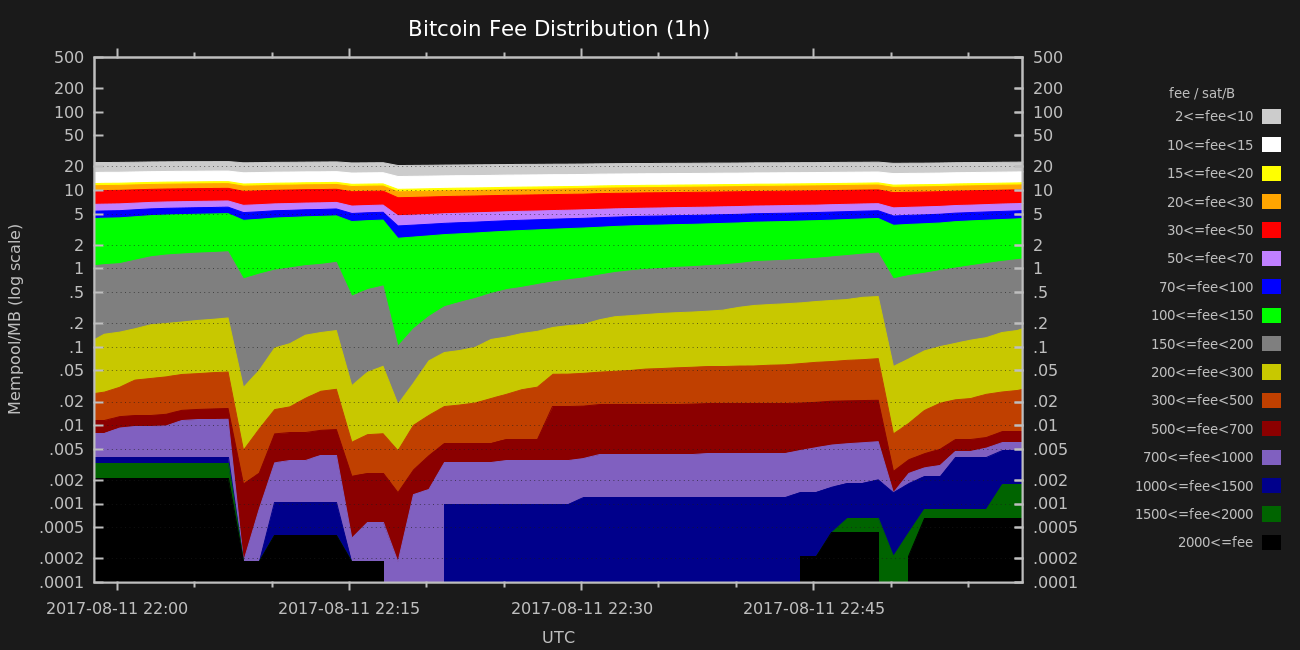 Bitcoin Fee Distribution (1h)
Mempool/MB (log scale)
500
200
100
50
20
10
5
2
1
.5
.2
.1
.05
.02
.01
.005
.002
.001
.0005
.0002
.0001
500
200
100
50
20
10
5
2
1
.5
.2
.1
.05
.02
.01
.005
.002
.001
.0005
.0002
.0001
2017-08-11 22:00 2017-08-11 22:15 2017-08-11 22:30 2017-08-11 22:45
UTC
fee / sat/B
2<=fee<10
10<=fee<15
15<=fee<20
20<=fee<30
30<=fee<50
50<=fee<70
70<=fee<100
100<=fee<150
150<=fee<200
200<=fee<300
300<=fee<500
500<=fee<700
700<=fee<1000
1000<=fee<1500
1500<=fee<2000
2000<=fee